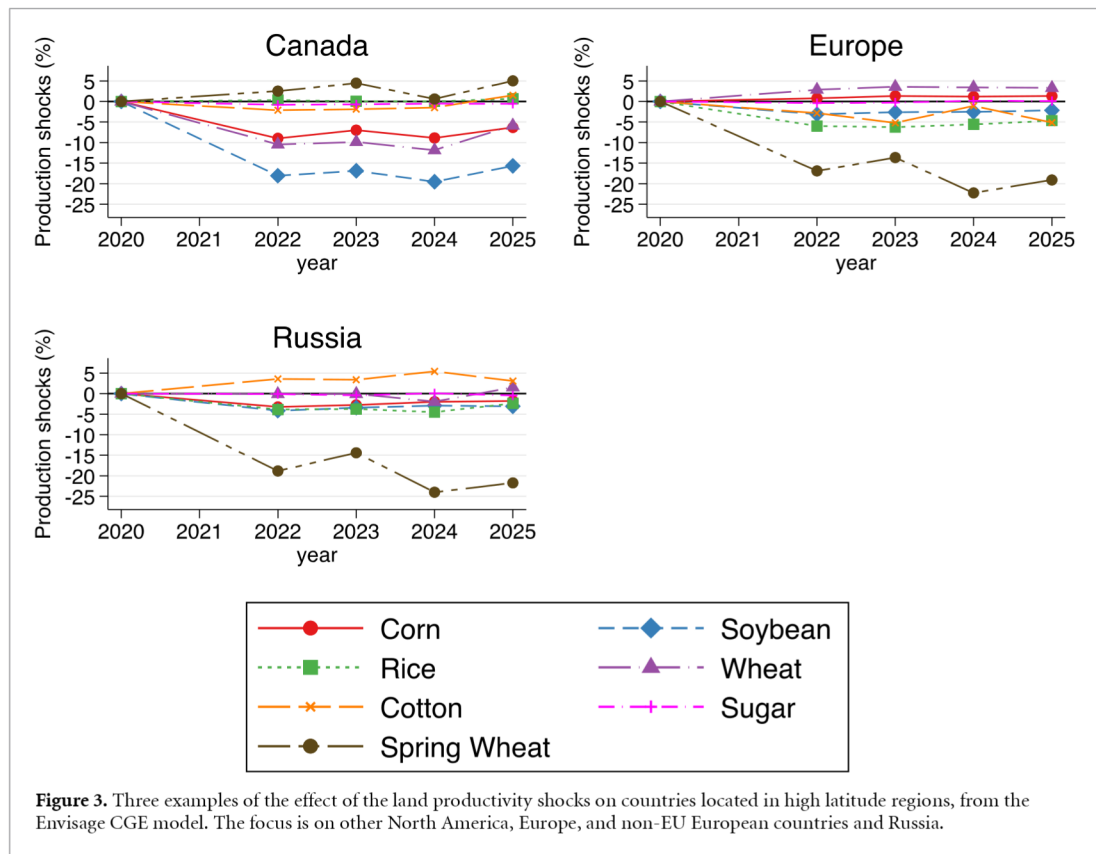 Canada
Production shocks (%)
5
0
-5
-10
-15
-20
-25
2020 2021 2022 2023 2024 2025
year
Europe
Production shocks (%)
5
0
-5
-10
-15
-20
-25
2020 2021 2022 2023 2024 2025
year
Russia
Production shocks (%)
5
0
-5
-10
-15
-20
-25
2020 2021 2022 2023 2024 2025
year
Corn Soybean
Rice Wheat
Cotton Sugar
Spring Wheat
Figure 3. Three examples of the effect of the land productivity shocks on countries located in high latitude regions, from the
Envisage CGE model. The focus is on other North America, Europe, and non-EU European countries and Russia.